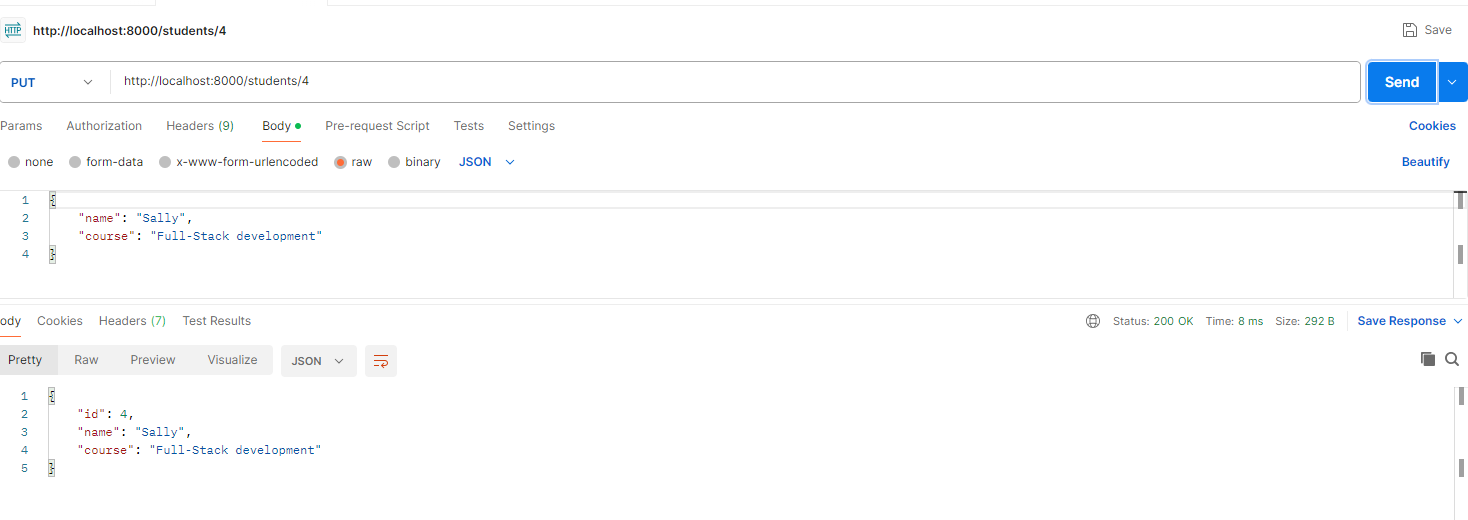 HTTP http://localhost:8000/students/4 Save
PUT http://localhost:8000/students/4 Send
Params Authorization Headers (9) Body Pre-request Script Tests Settings Cookies
none form-data x-www-form-urlencoded raw binary JSON Beautify
1 {
2 "name": "Sally",
3 "course": "Full-Stack development"
4 }
ody Cookies Headers (7) Test Results Status: 200 OK Time: 8 ms Size: 292 B Save Response
Pretty Raw Preview Visualize JSON
1 {
2 "id": 4,
3 "name": "Sally",
4 "course": "Full-Stack development"
5 }